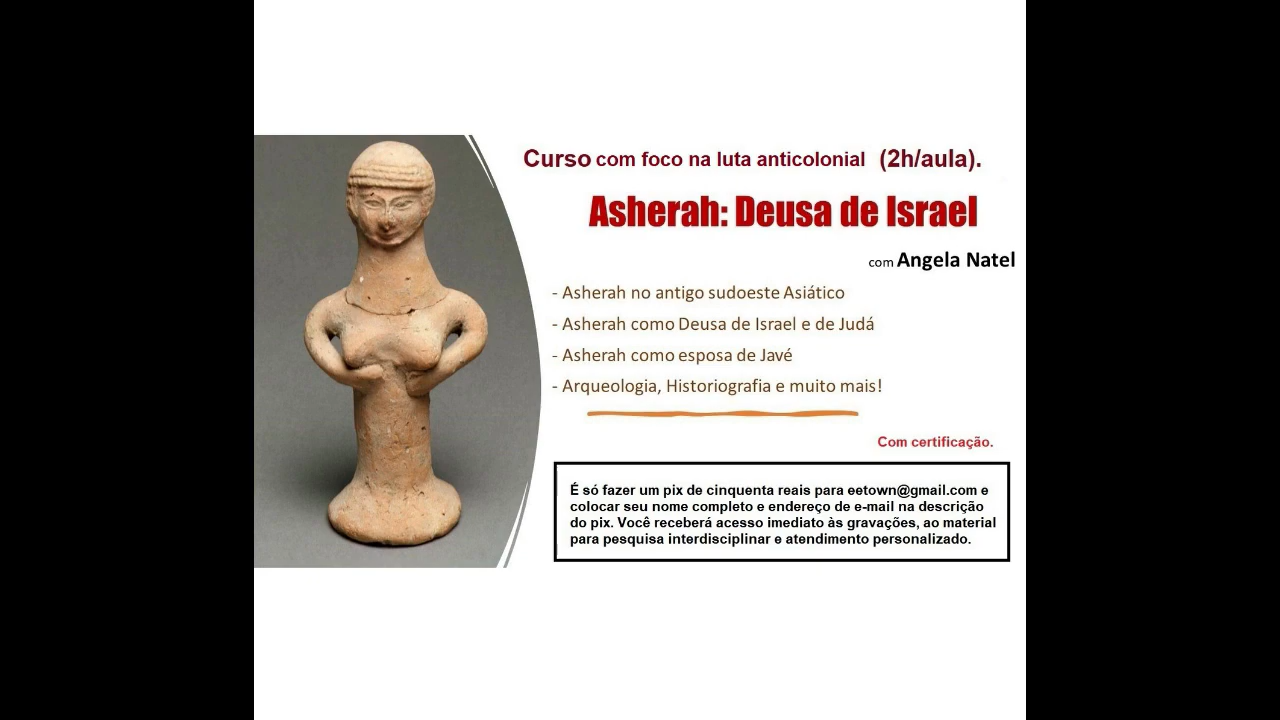 Curso com foco na luta anticolonial (2h/aula).
Asherah: Deusa de Israel
com Angela Natel
- Asherah no antigo sudoeste Asiático
- Asherah como Deusa de Israel e de Judá
- Asherah como esposa de Javé
- Arqueologia, Historiografia e muito mais!
Com certificação.
É só fazer um pix de cinquenta reais para eetown@gmail.com e
colocar seu nome completo e endereço de e-mail na descrição
do pix. Você receberá acesso imediato às gravações, ao material
para pesquisa interdisciplinar e atendimento personalizado.